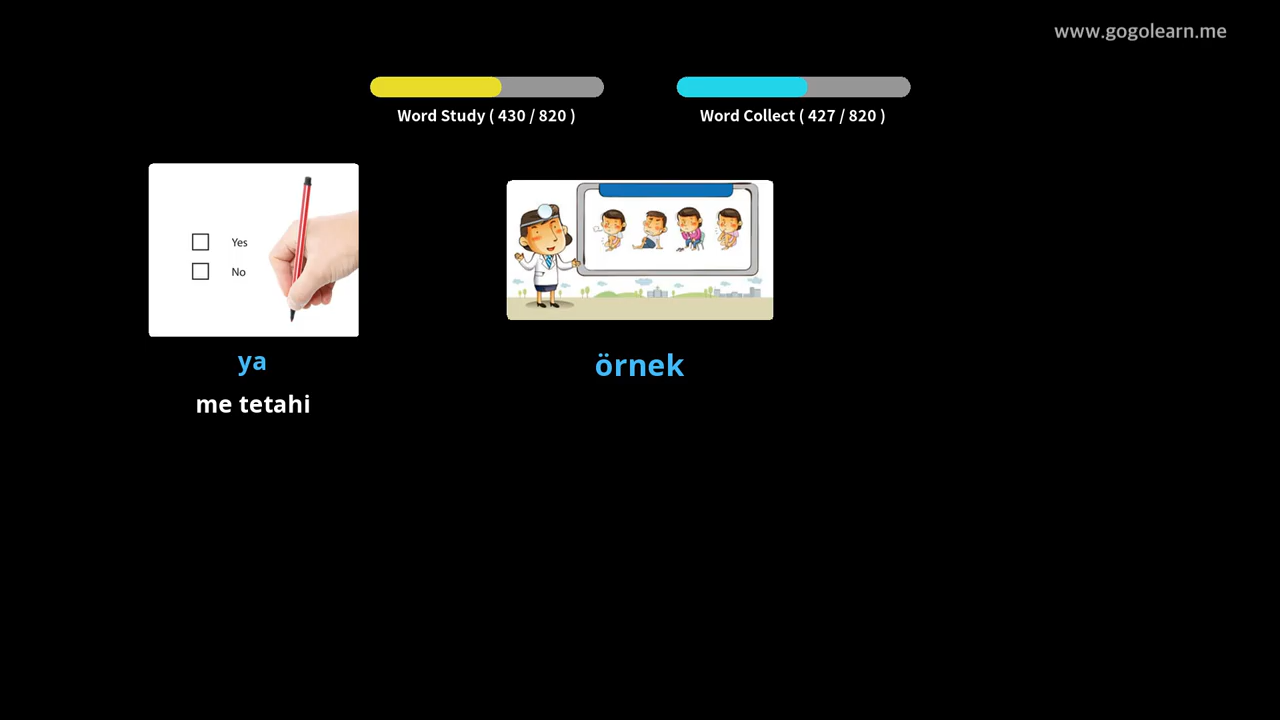 www.gogolearn.me
Word Study ( 430 / 820 )
Word Collect ( 427 / 820 )
Yes
No
ya
me tetahi
örnek